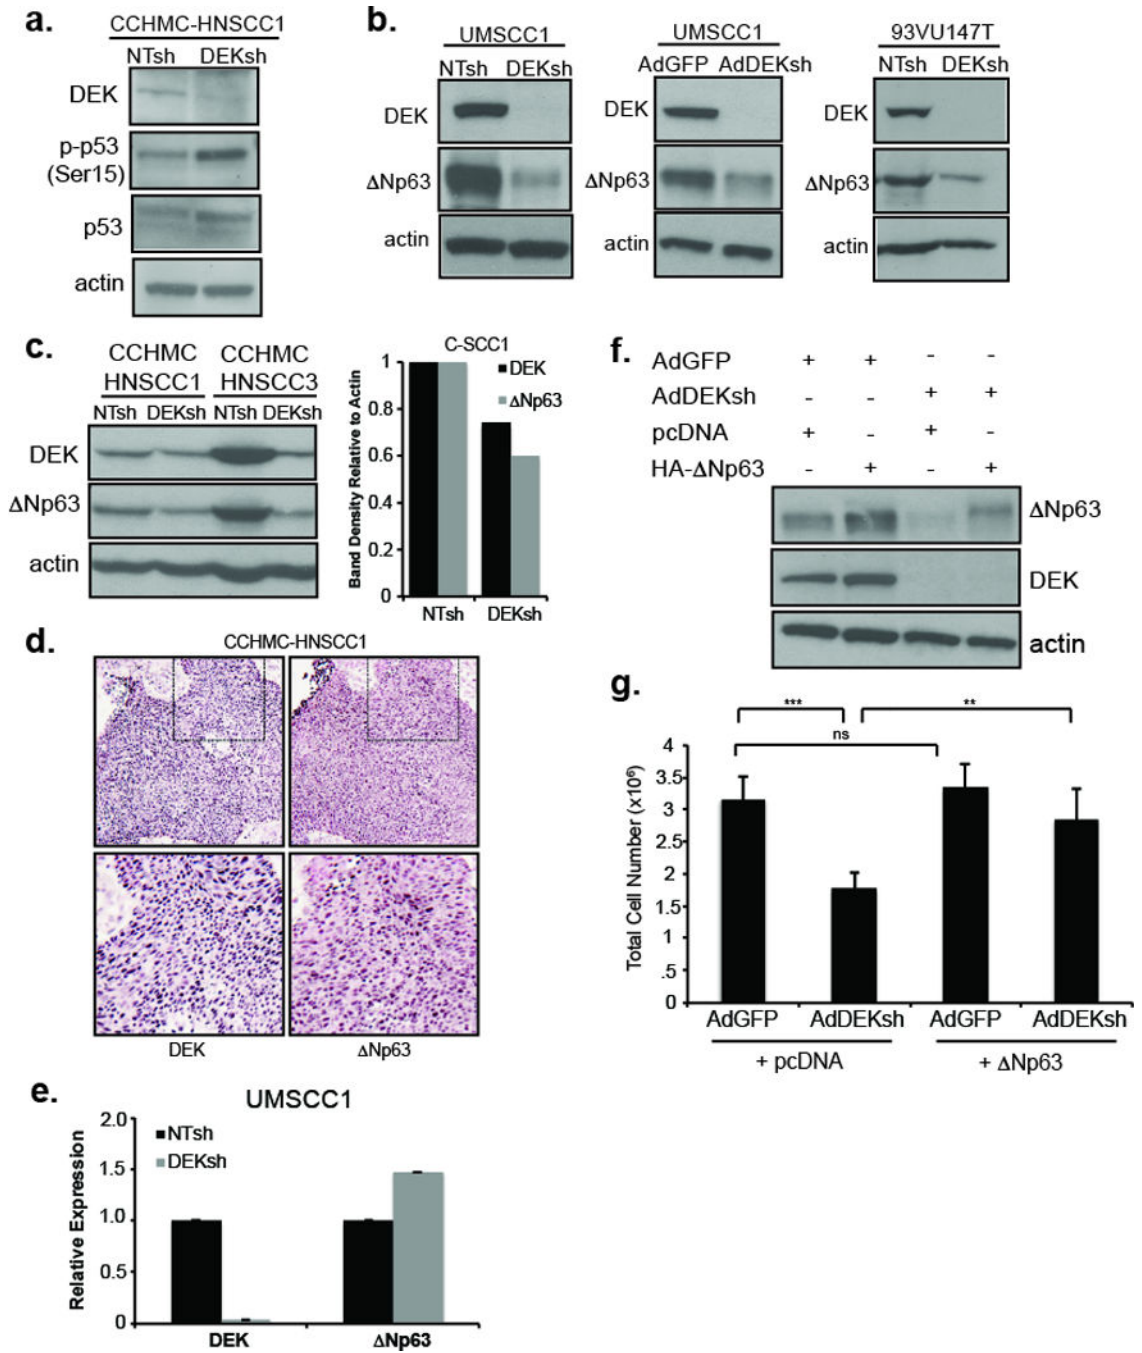 a.
CCHMC-HNSCC1
NTsh DEKsh
DEK
p-p53
(Ser15)
p53
actin
b.
UMSCC1
NTsh DEKsh
DEK
ΔNp63
actin
UMSCC1
AdGFP AdDEKsh
DEK
ΔNp63
actin
93VU147T
NTsh DEKsh
DEK
ΔNp63
actin
c.
CCHMC CCHMC
HNSCC1 HNSCC3
NTsh DEKsh NTsh DEKsh
DEK
ΔNp63
actin
C-SCC1
DEK
ΔNp63
Band Density Relative to Actin
1
0.8
0.6
0.4
0.2
0
NTsh DEKsh
d.
CCHMC-HNSCC1
DEK ΔNp63
e.
UMSCC1
NTsh
DEKsh
Relative Expression
2.0
1.5
1.0
0.5
0
DEK ΔNp63
f.
AdGFP + + - -
AdDEKsh - - + +
pcDNA + - + -
HA-ΔNp63 - + - +
ΔNp63
DEK
actin
g.
*** **
ns
Total Cell Number (x10⁶)
4
3.5
3
2.5
2
1.5
1
.5
0
AdGFP AdDEKsh AdGFP AdDEKsh
+ pcDNA + ΔNp63